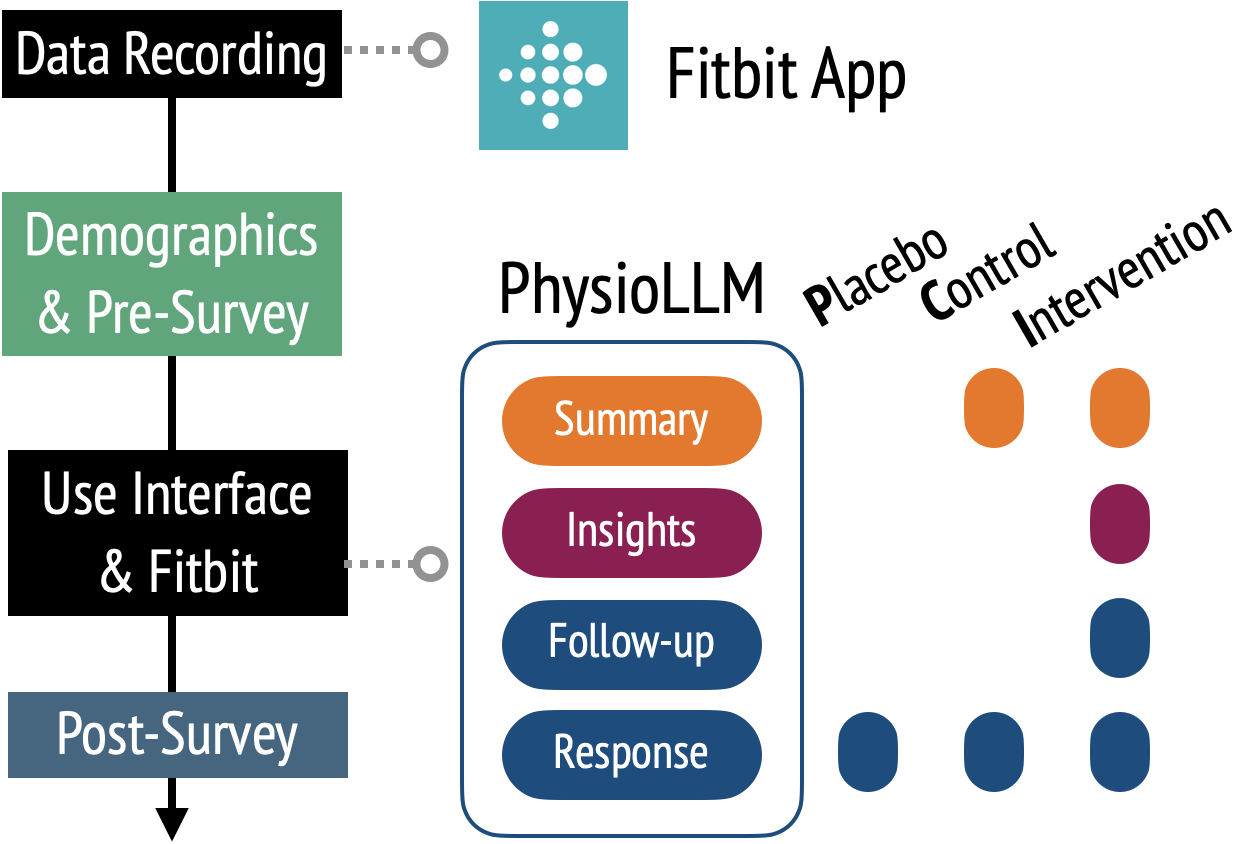 Data Recording
Fitbit App
Demographics
& Pre-Survey
PhysioLLM
Placebo
Control
Intervention
Summary
Use Interface
& Fitbit
Insights
Follow-up
Post-Survey
Response